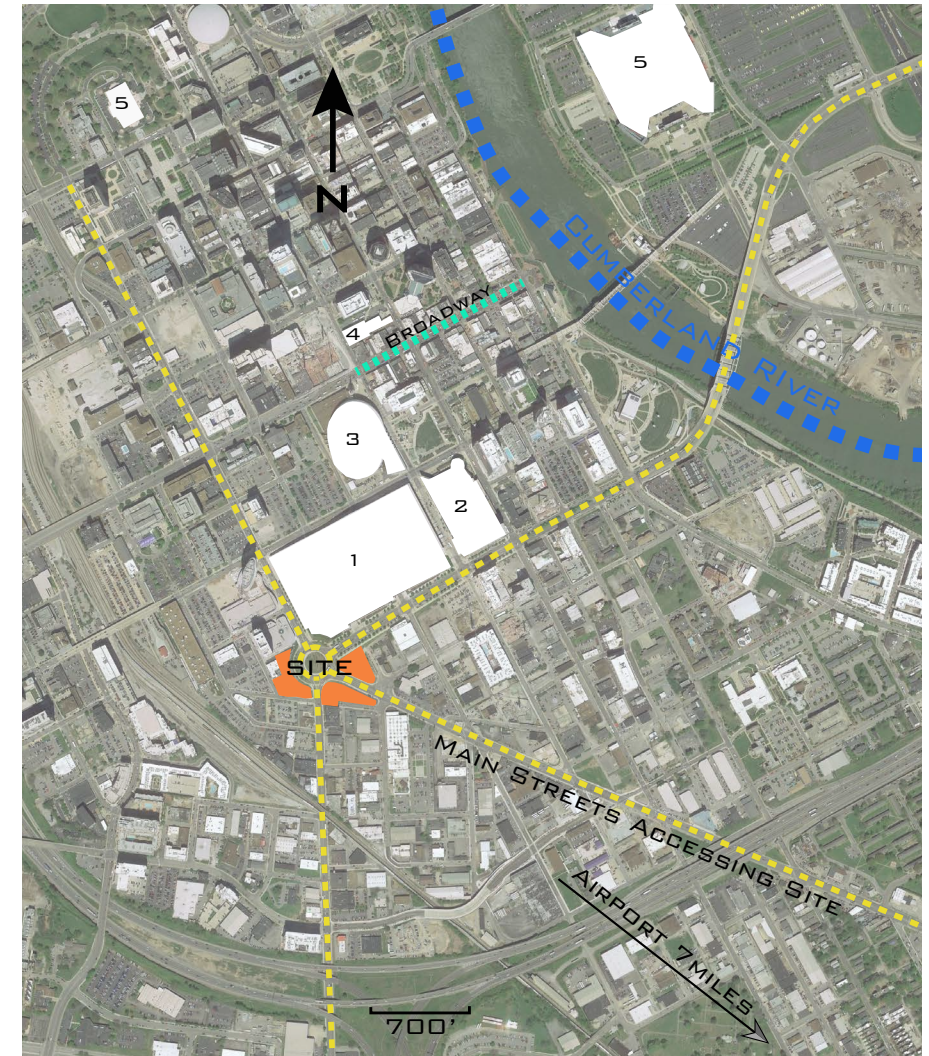 5
5
N
Cumberland River
Broadway
4
3
2
1
SITE
Main Streets Accessing Site
Airport 7miles
700'